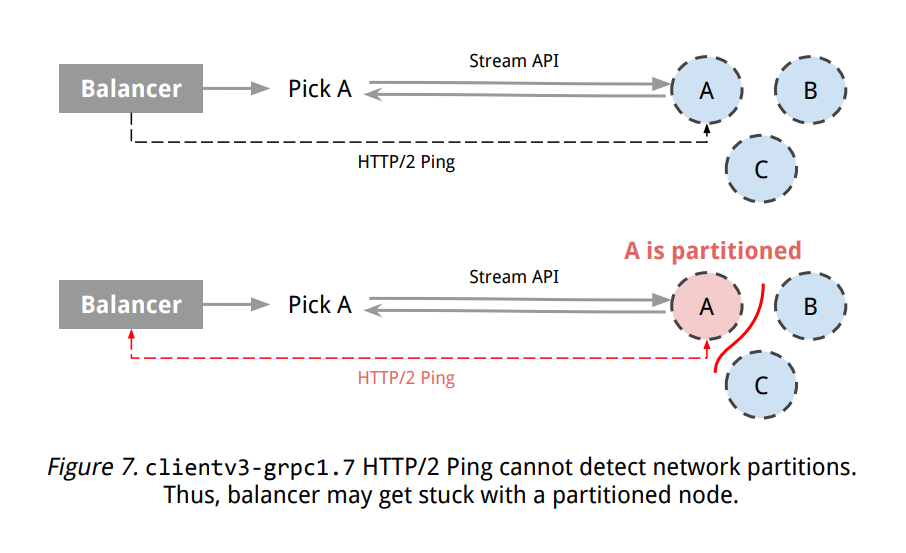 Balancer
Pick A
Stream API
A
B
HTTP/2 Ping
C
A is partitioned
Balancer
Pick A
Stream API
A
B
HTTP/2 Ping
C
Figure 7. clientv3-grpc1.7 HTTP/2 Ping cannot detect network partitions.
Thus, balancer may get stuck with a partitioned node.